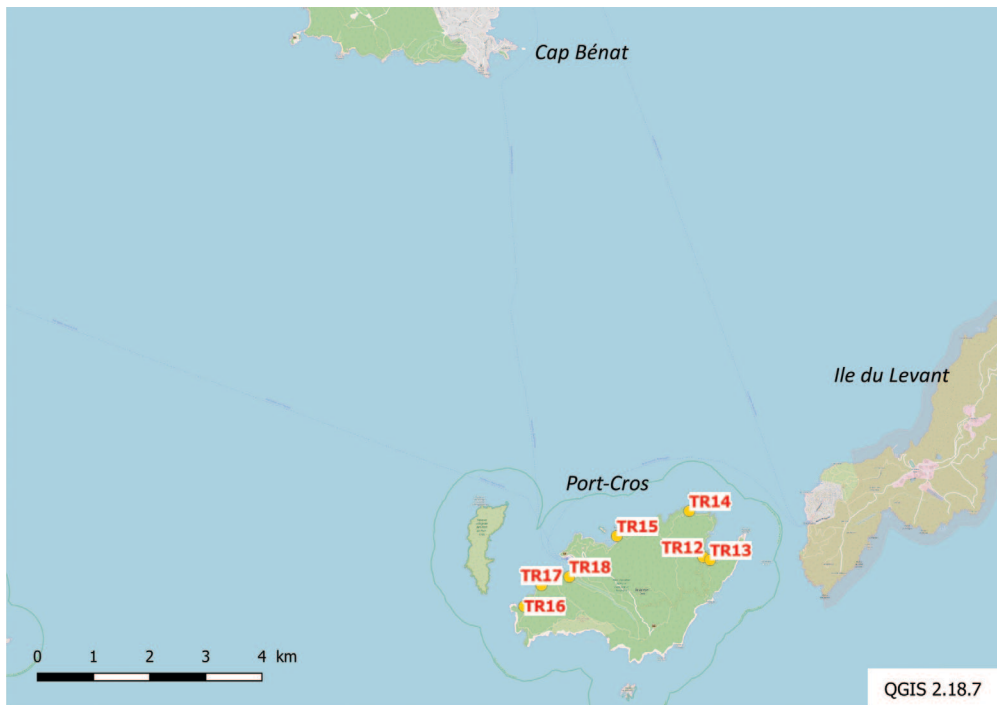 Cap Bénat
Ile du Levant
Port-Cros
TR14
TR15
TR12
TR13
TR18
TR17
TR16
0 1 2 3 4 km
QGIS 2.18.7